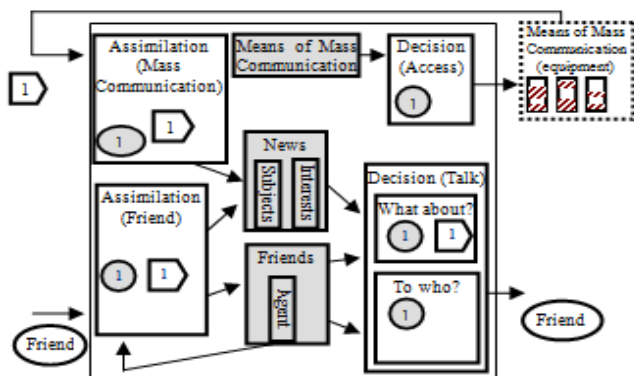 Assimilation
(Mass
Communication)
1
1
Means of Mass
Communication
Decision
(Access)
1
Means of Mass
Communication
(equipment)
1
News
Subjects
Interests
Assimilation
(Friend)
1
1
Friends
Agent
Decision (Talk)
What about?
1
1
To who?
1
Friend
Friend